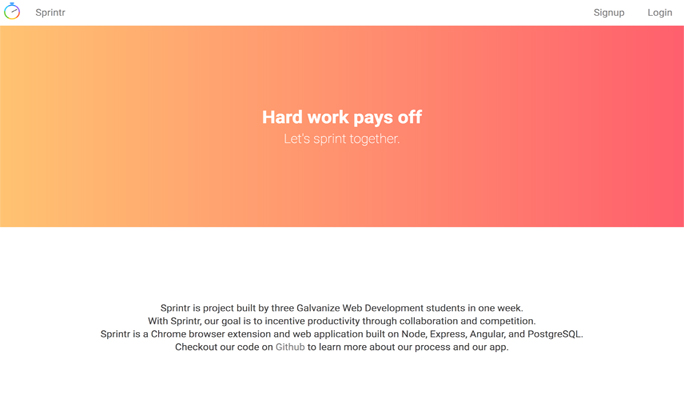 Sprintr
Signup
Login
Hard work pays off
Let's sprint together.
Sprintr is project built by three Galvanize Web Development students in one week.
With Sprintr, our goal is to incentive productivity through collaboration and competition.
Sprintr is a Chrome browser extension and web application built on Node, Express, Angular, and PostgreSQL.
Checkout our code on Github to learn more about our process and our app.